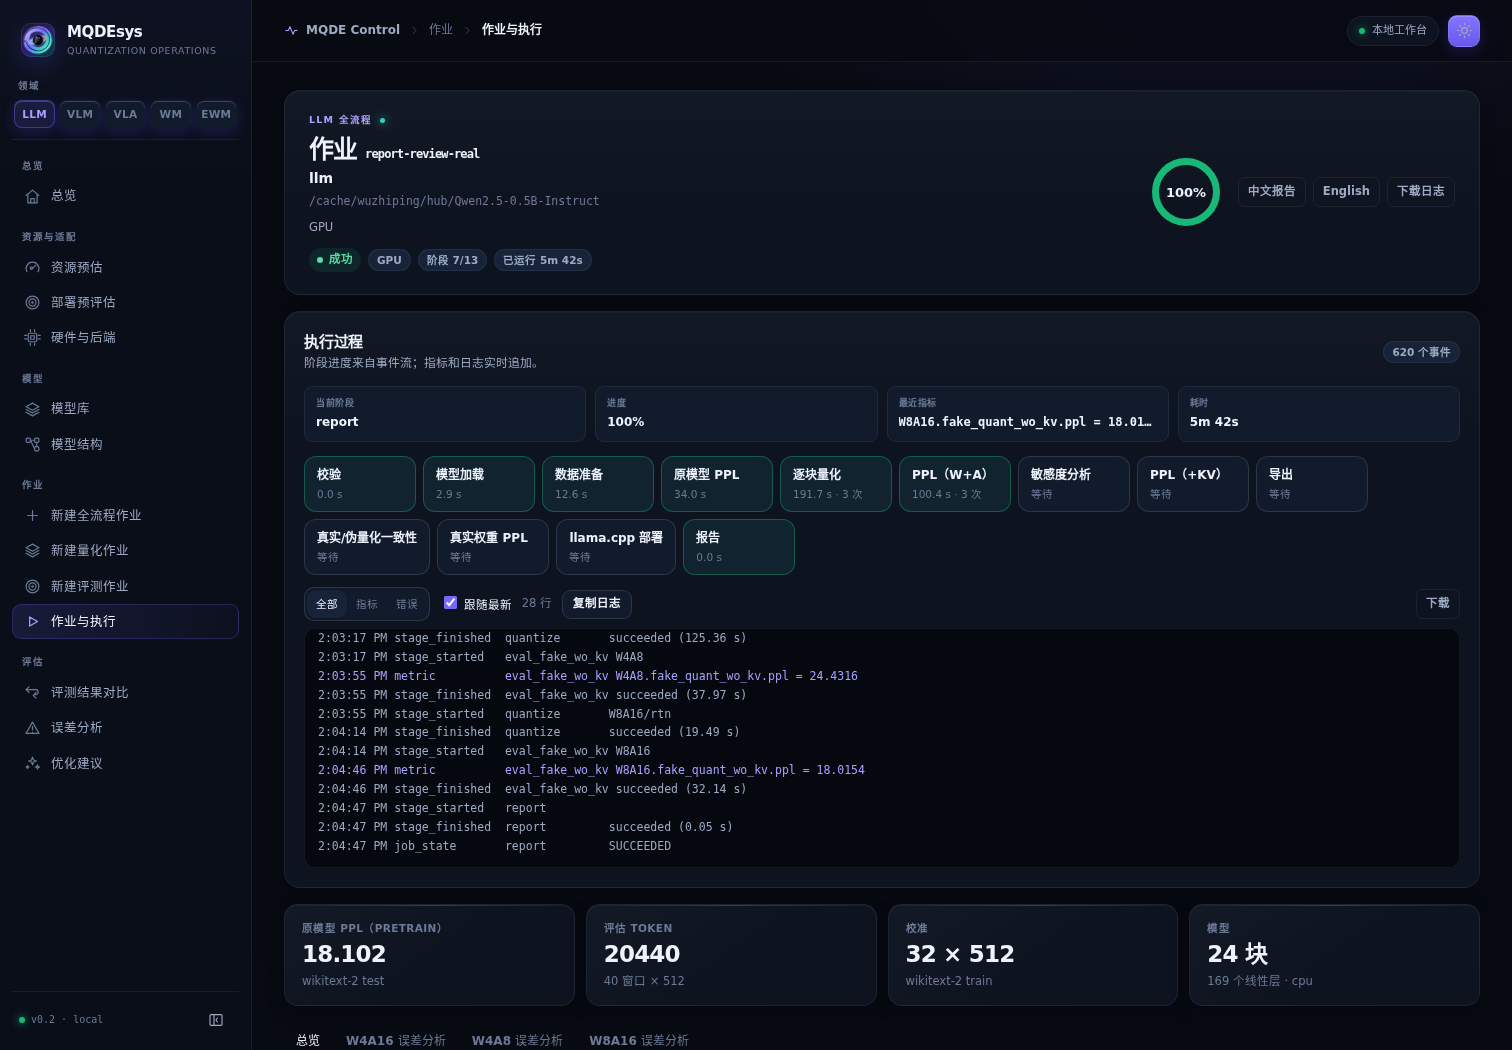 MQDEsys
QUANTIZATION OPERATIONS
领域
LLM VLM VLA WM EWM
总览
总览
资源与适配
资源预估
部署预评估
硬件与后端
模型
模型库
模型结构
作业
新建全流程作业
新建量化作业
新建评测作业
作业与执行
评估
评测结果对比
误差分析
优化建议
v0.2 · local
MQDE Control 作业 作业与执行
本地工作台
LLM 全流程
作业 report-review-real
llm
/cache/wuzhiping/hub/Qwen2.5-0.5B-Instruct
GPU
成功 GPU 阶段 7/13 已运行 5m 42s
100% 中文报告 English 下载日志
执行过程
阶段进度来自事件流；指标和日志实时追加。
620 个事件
当前阶段
report
进度
100%
最近指标
W8A16.fake_quant_wo_kv.ppl = 18.01…
耗时
5m 42s
校验
0.0 s
模型加载
2.9 s
数据准备
12.6 s
原模型 PPL
34.0 s
逐块量化
191.7 s · 3 次
PPL（W+A）
100.4 s · 3 次
敏感度分析
等待
PPL（+KV）
等待
导出
等待
真实/伪量化一致性
等待
真实权重 PPL
等待
llama.cpp 部署
等待
报告
0.0 s
全部 指标 错误 跟随最新 28 行 复制日志 下载
2:03:17 PM stage_finished quantize succeeded (125.36 s)
2:03:17 PM stage_started eval_fake_wo_kv W4A8
2:03:55 PM metric eval_fake_wo_kv W4A8.fake_quant_wo_kv.ppl = 24.4316
2:03:55 PM stage_finished eval_fake_wo_kv succeeded (37.97 s)
2:03:55 PM stage_started quantize W8A16/rtn
2:04:14 PM stage_finished quantize succeeded (19.49 s)
2:04:14 PM stage_started eval_fake_wo_kv W8A16
2:04:46 PM metric eval_fake_wo_kv W8A16.fake_quant_wo_kv.ppl = 18.0154
2:04:46 PM stage_finished eval_fake_wo_kv succeeded (32.14 s)
2:04:47 PM stage_started report
2:04:47 PM stage_finished report succeeded (0.05 s)
2:04:47 PM job_state report SUCCEEDED
原模型 PPL（PRETRAIN）
18.102
wikitext-2 test
评估 TOKEN
20440
40 窗口 × 512
校准
32 × 512
wikitext-2 train
模型
24 块
169 个线性层 · cpu
总览 W4A16 误差分析 W4A8 误差分析 W8A16 误差分析